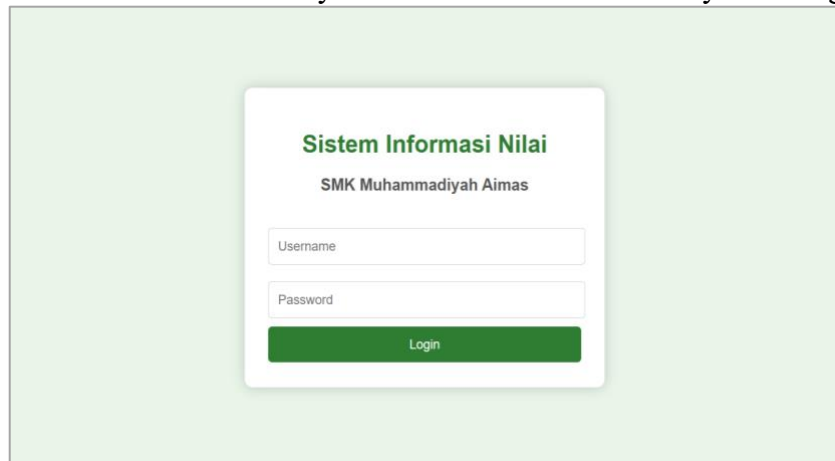 Sistem Informasi Nilai
SMK Muhammadiyah Aimas
Username
Password
Login